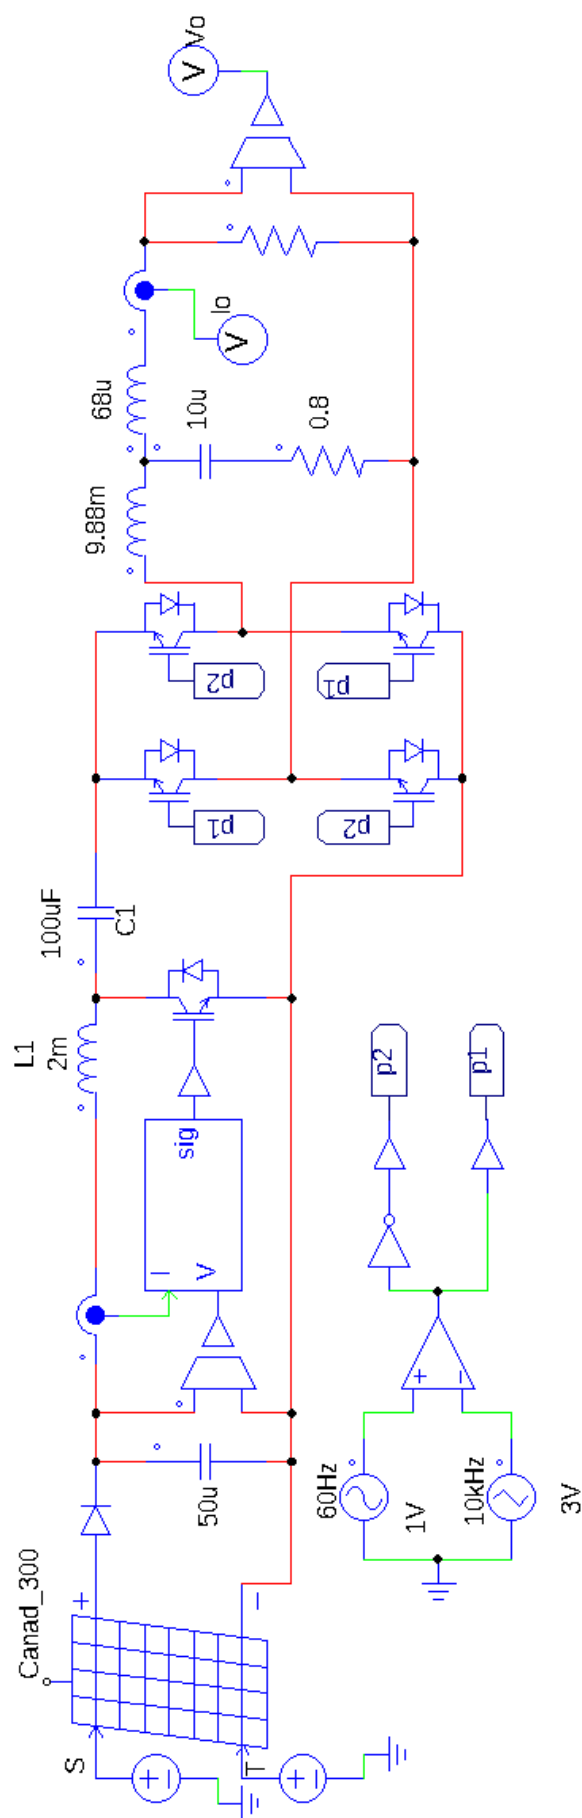 Canad_300
S
T
+
−
+
−
+
−
50u
I
V
sig
L1
2m
100uF
C1
p1
p2
p2
p1
9.88m
68u
10u
0.8
V
Io
V
Vo
60Hz
1V
10kHz
3V
+
−
p2
p1